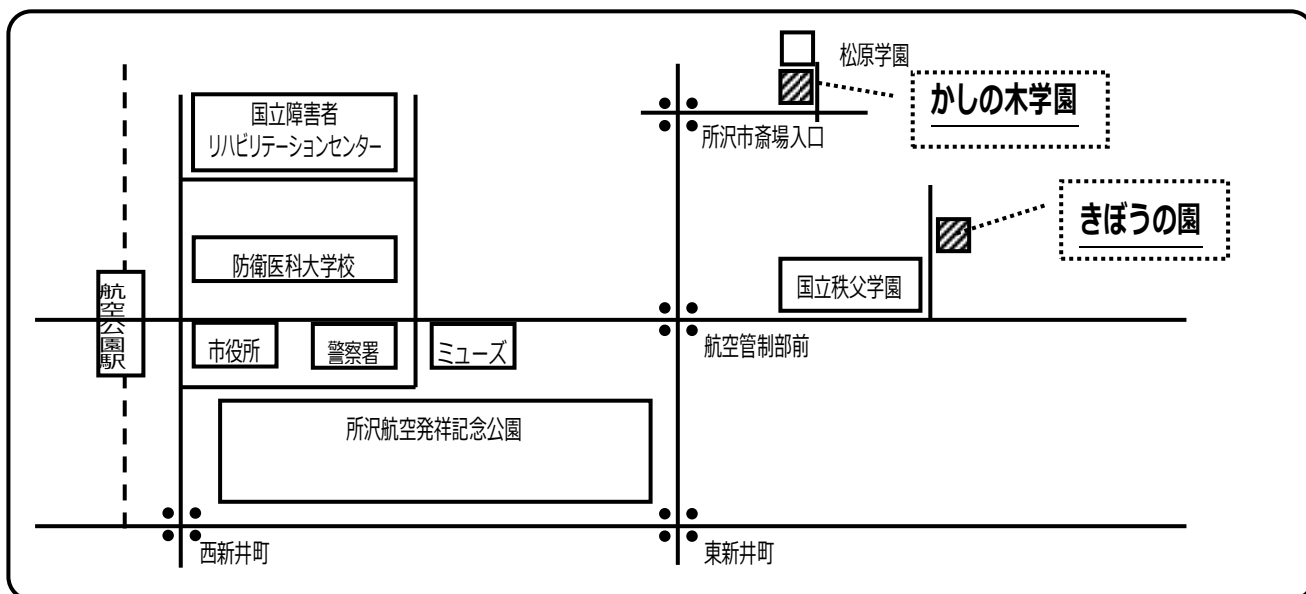 松原学園
かしの木学園
国立障害者
リハビリテーションセンター
所沢市斎場入口
きぼうの園
防衛医科大学校
国立秩父学園
航空公園駅
市役所
警察署
ミューズ
航空管制部前
所沢航空発祥記念公園
西新井町
東新井町